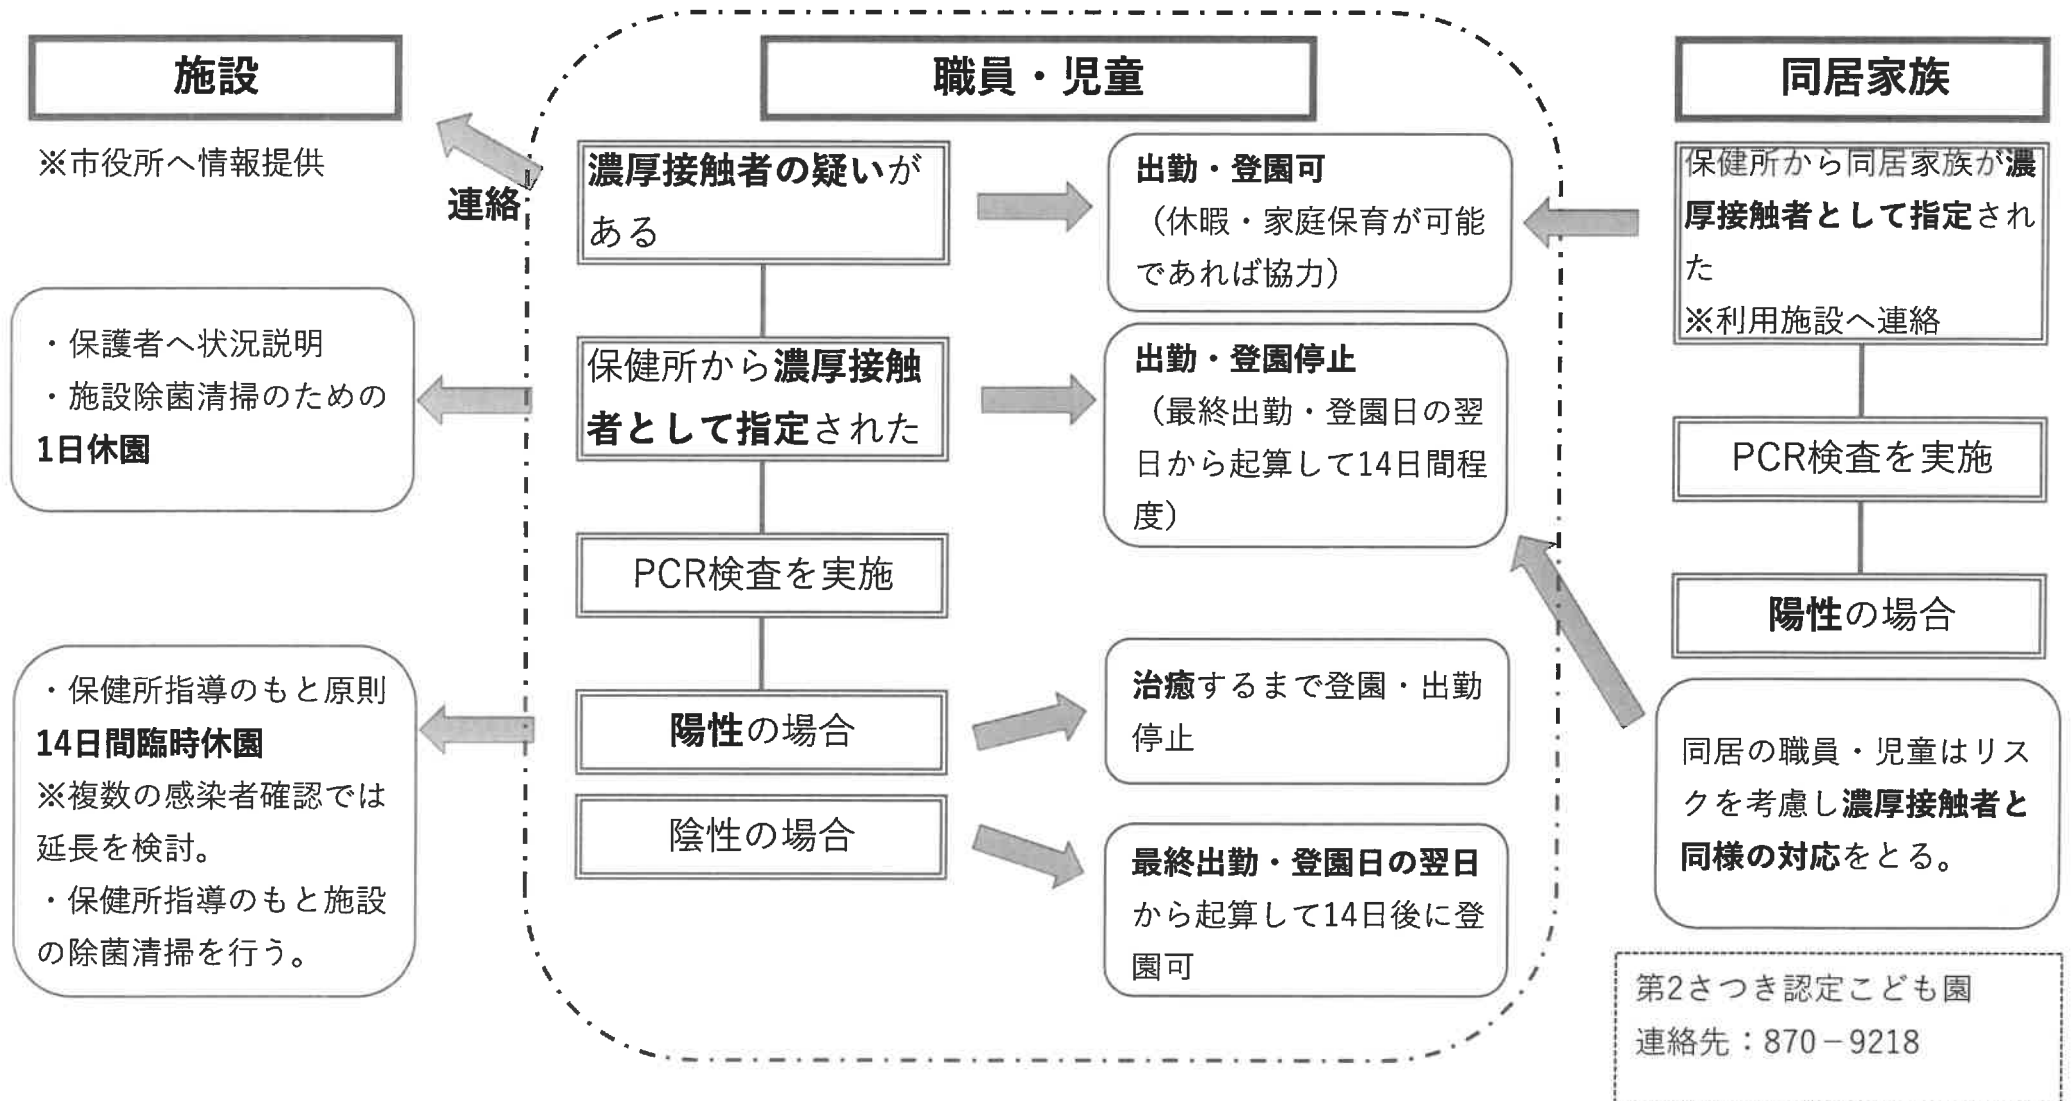 施設
※市役所へ情報提供
連絡
・保護者へ状況説明
・施設除菌清掃のための
1日休園
・保健所指導のもと原則
14日間臨時休園
※複数の感染者確認では
延長を検討。
・保健所指導のもと施設
の除菌清掃を行う。
職員・児童
濃厚接触者の疑いが
ある
保健所から濃厚接触
者として指定された
PCR検査を実施
陽性の場合
陰性の場合
出勤・登園可
（休暇・家庭保育が可能
であれば協力）
出勤・登園停止
（最終出勤・登園日の翌
日から起算して14日間程
度）
治癒するまで登園・出勤
停止
最終出勤・登園日の翌日
から起算して14日後に登
園可
同居家族
保健所から同居家族が濃
厚接触者として指定され
た
※利用施設へ連絡
PCR検査を実施
陽性の場合
同居の職員・児童はリス
クを考慮し濃厚接触者と
同様の対応をとる。
第2さつき認定こども園
連絡先：870－9218